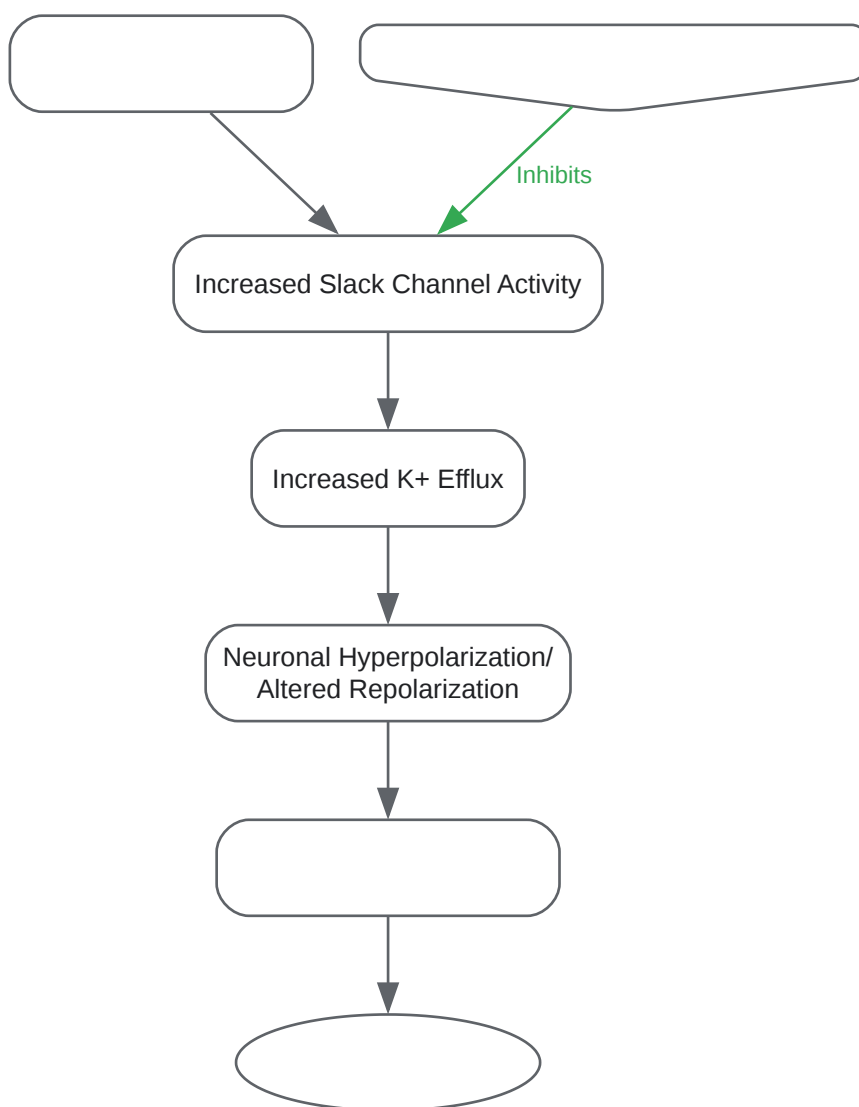 Inhibits
Increased Slack Channel Activity
Increased K+ Efflux
Neuronal Hyperpolarization/
Altered Repolarization